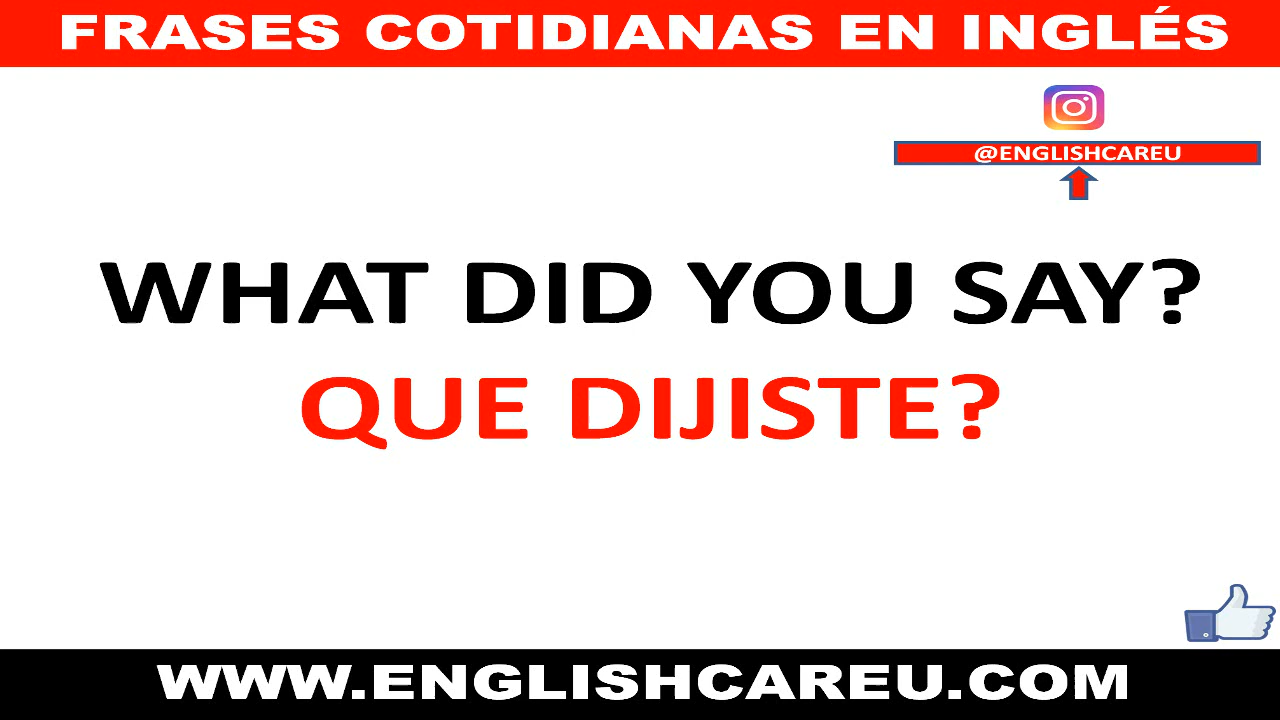 FRASES COTIDIANAS EN INGLÉS
@ENGLISHCAREU
WHAT DID YOU SAY?
QUE DIJISTE?
WWW.ENGLISHCAREU.COM